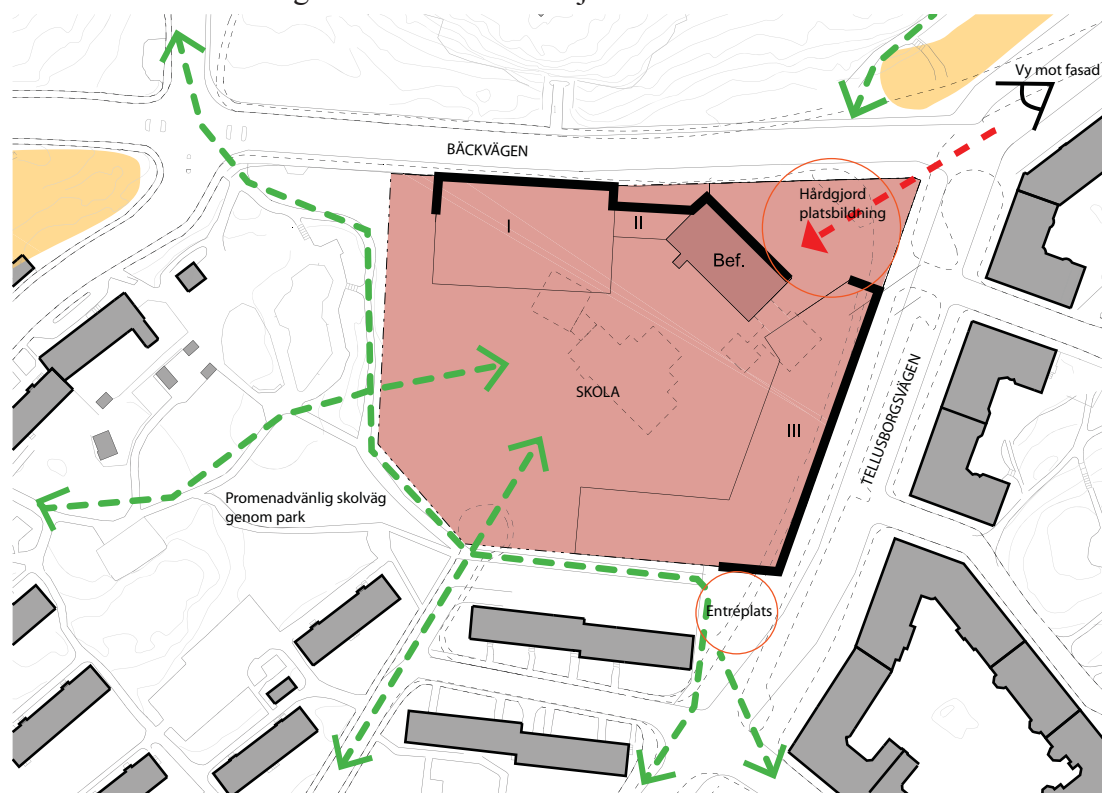 Vy mot fasad
BÄCKVÄGEN
Hårdgjord
platsbildning
I
II
Bef.
SKOLA
III
TELLUSBORGSVÄGEN
Promenadvänlig skolväg
genom park
Entréplats